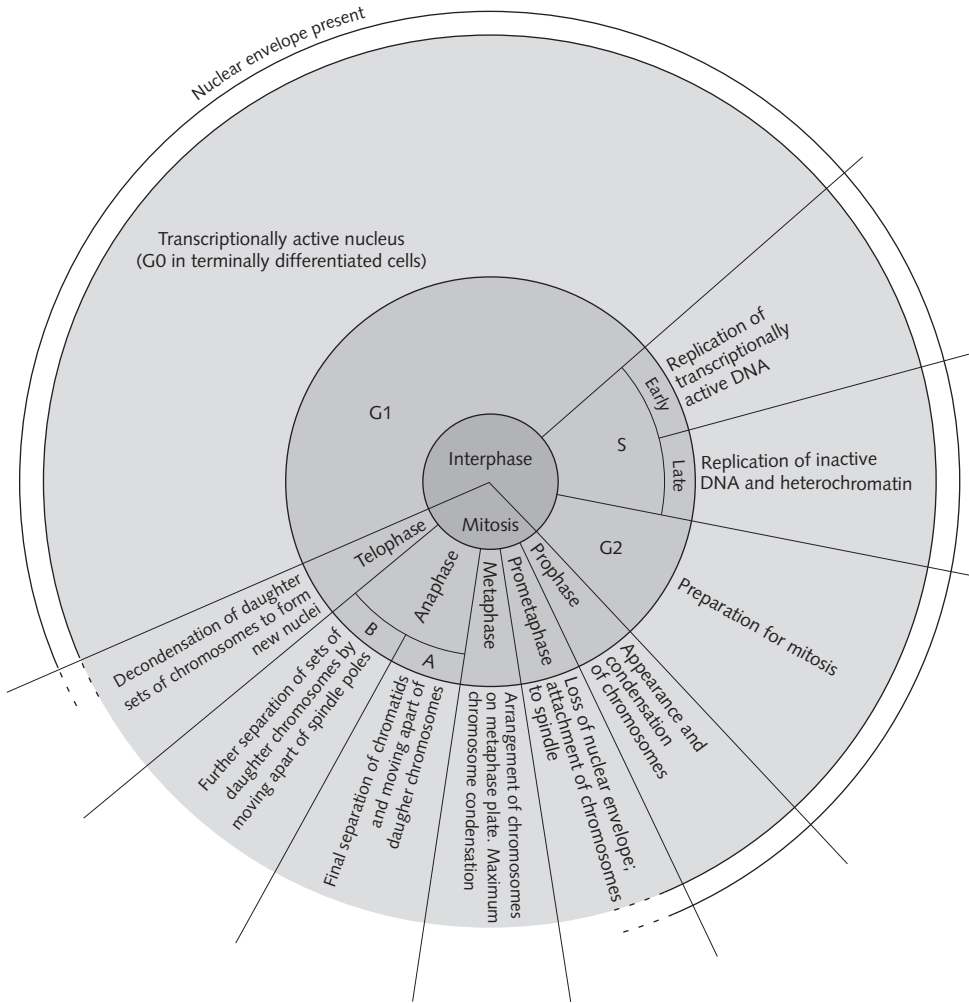 Nuclear envelope present
Transcriptionally active nucleus
(G0 in terminally differentiated cells)
G1
Interphase
Mitosis
S
Early
Late
G2
Replication of
transcriptionally
active DNA
Replication of inactive
DNA and heterochromatin
Preparation for mitosis
Prophase
Appearance and
condensation
of chromosomes
Prometaphase
Loss of nuclear envelope;
attachment of chromosomes
to spindle
Metaphase
Arrangement of chromosomes
on metaphase plate. Maximum
chromosome condensation
Anaphase
A
Final separation of chromatids
and moving apart of
daugher chromosomes
B
Further separation of sets of
daughter chromosomes by
moving apart of spindle poles
Telophase
Decondensation of daughter
sets of chromosomes to form
new nuclei